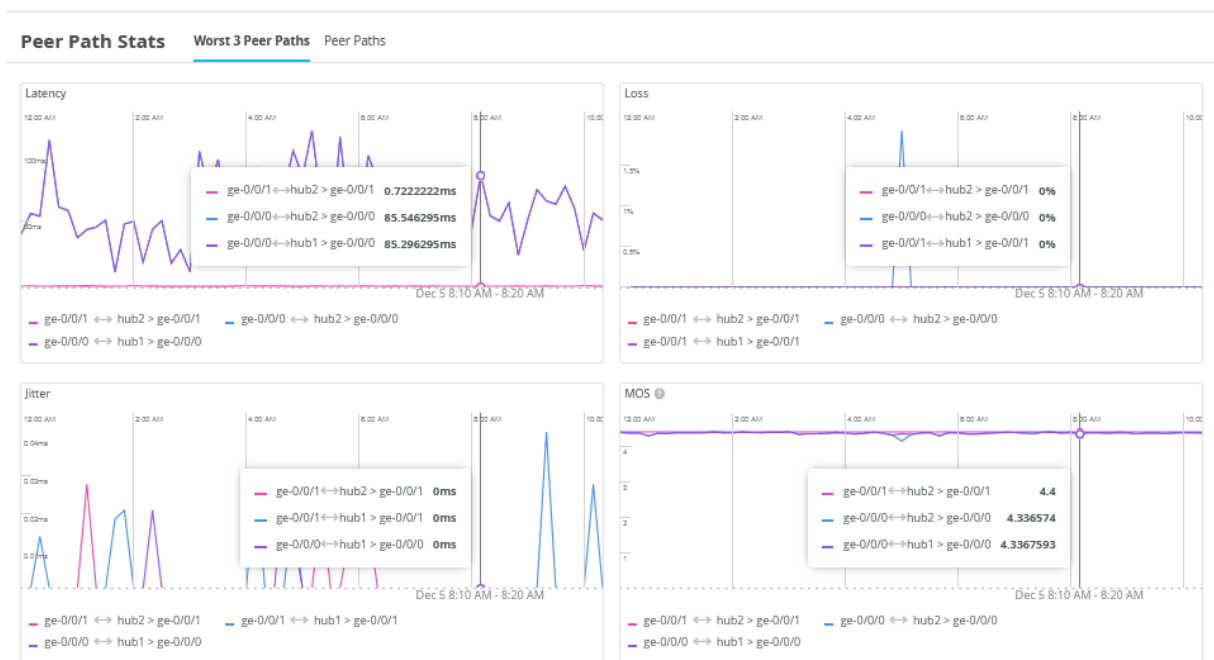 Peer Path Stats Worst 3 Peer Paths Peer Paths
Latency
12:00 AM 2:00 AM 4:00 AM 6:00 AM 8:00 AM 10:00
100ms
ge-0/0/1<->hub2 > ge-0/0/1 0.7222222ms
ge-0/0/0<->hub2 > ge-0/0/0 85.546295ms
ge-0/0/0<->hub1 > ge-0/0/0 85.296295ms
Dec 5 8:10 AM - 8:20 AM
ge-0/0/1 <-> hub2 > ge-0/0/1 ge-0/0/0 <-> hub2 > ge-0/0/0
ge-0/0/0 <-> hub1 > ge-0/0/0
Loss
12:00 AM 2:00 AM 4:00 AM 6:00 AM 8:00 AM 10:00
1.5%
1%
0.5%
ge-0/0/1<->hub2 > ge-0/0/1 0%
ge-0/0/0<->hub2 > ge-0/0/0 0%
ge-0/0/1<->hub1 > ge-0/0/1 0%
Dec 5 8:10 AM - 8:20 AM
ge-0/0/1 <-> hub2 > ge-0/0/1 ge-0/0/0 <-> hub2 > ge-0/0/0
ge-0/0/1 <-> hub1 > ge-0/0/1
Jitter
12:00 AM 2:00 AM 4:00 AM 6:00 AM 8:00 AM 10:00
0.04ms
0.03ms
0.02ms
0.01ms
ge-0/0/1<->hub2 > ge-0/0/1 0ms
ge-0/0/1<->hub1 > ge-0/0/1 0ms
ge-0/0/0<->hub1 > ge-0/0/0 0ms
Dec 5 8:10 AM - 8:20 AM
ge-0/0/1 <-> hub2 > ge-0/0/1 ge-0/0/1 <-> hub1 > ge-0/0/1
ge-0/0/0 <-> hub1 > ge-0/0/0
MOS ?
12:00 AM 2:00 AM 4:00 AM 6:00 AM 8:00 AM 10:00
4
3
2
1
ge-0/0/1<->hub2 > ge-0/0/1 4.4
ge-0/0/0<->hub2 > ge-0/0/0 4.336574
ge-0/0/0<->hub1 > ge-0/0/0 4.3367593
Dec 5 8:10 AM - 8:20 AM
ge-0/0/1 <-> hub2 > ge-0/0/1 ge-0/0/0 <-> hub2 > ge-0/0/0
ge-0/0/0 <-> hub1 > ge-0/0/0